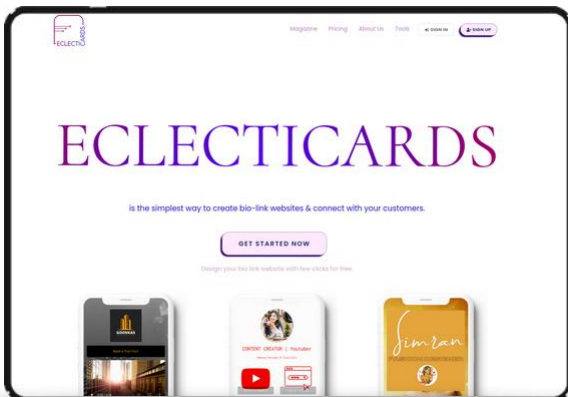 ECLECTICARDS
Magazine Pricing About Us Tools SIGN IN SIGN UP
ECLECTICARDS
is the simplest way to create bio-link websites & connect with your customers.
GET STARTED NOW
Design your bio link website with few clicks for free.
CONTENT CREATOR | Youtuber
Simran